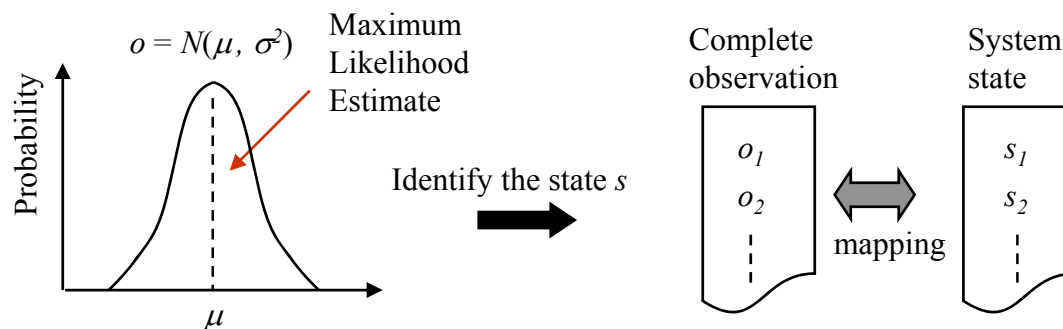 o = N(μ, σ²)
Maximum
Likelihood
Estimate
Probability
μ
Identify the state s
Complete
observation
o₁
o₂
mapping
System
state
s₁
s₂